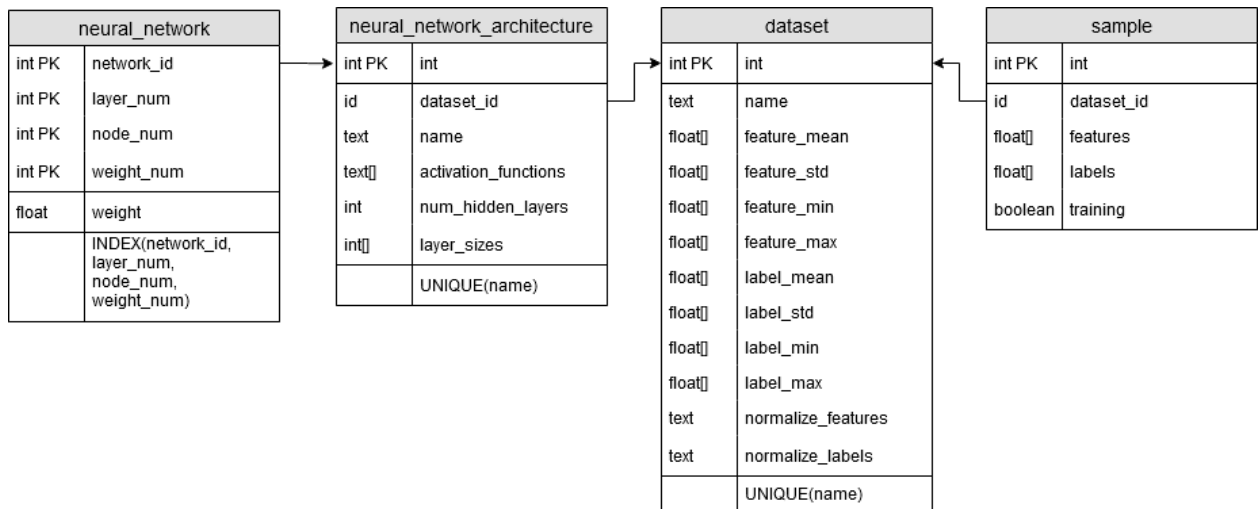 neural_network
int PK network_id
int PK layer_num
int PK node_num
int PK weight_num
float weight
INDEX(network_id,
layer_num,
node_num,
weight_num)
neural_network_architecture
int PK int
id dataset_id
text name
text[] activation_functions
int num_hidden_layers
int[] layer_sizes
UNIQUE(name)
dataset
int PK int
text name
float[] feature_mean
float[] feature_std
float[] feature_min
float[] feature_max
float[] label_mean
float[] label_std
float[] label_min
float[] label_max
text normalize_features
text normalize_labels
UNIQUE(name)
sample
int PK int
id dataset_id
float[] features
float[] labels
boolean training